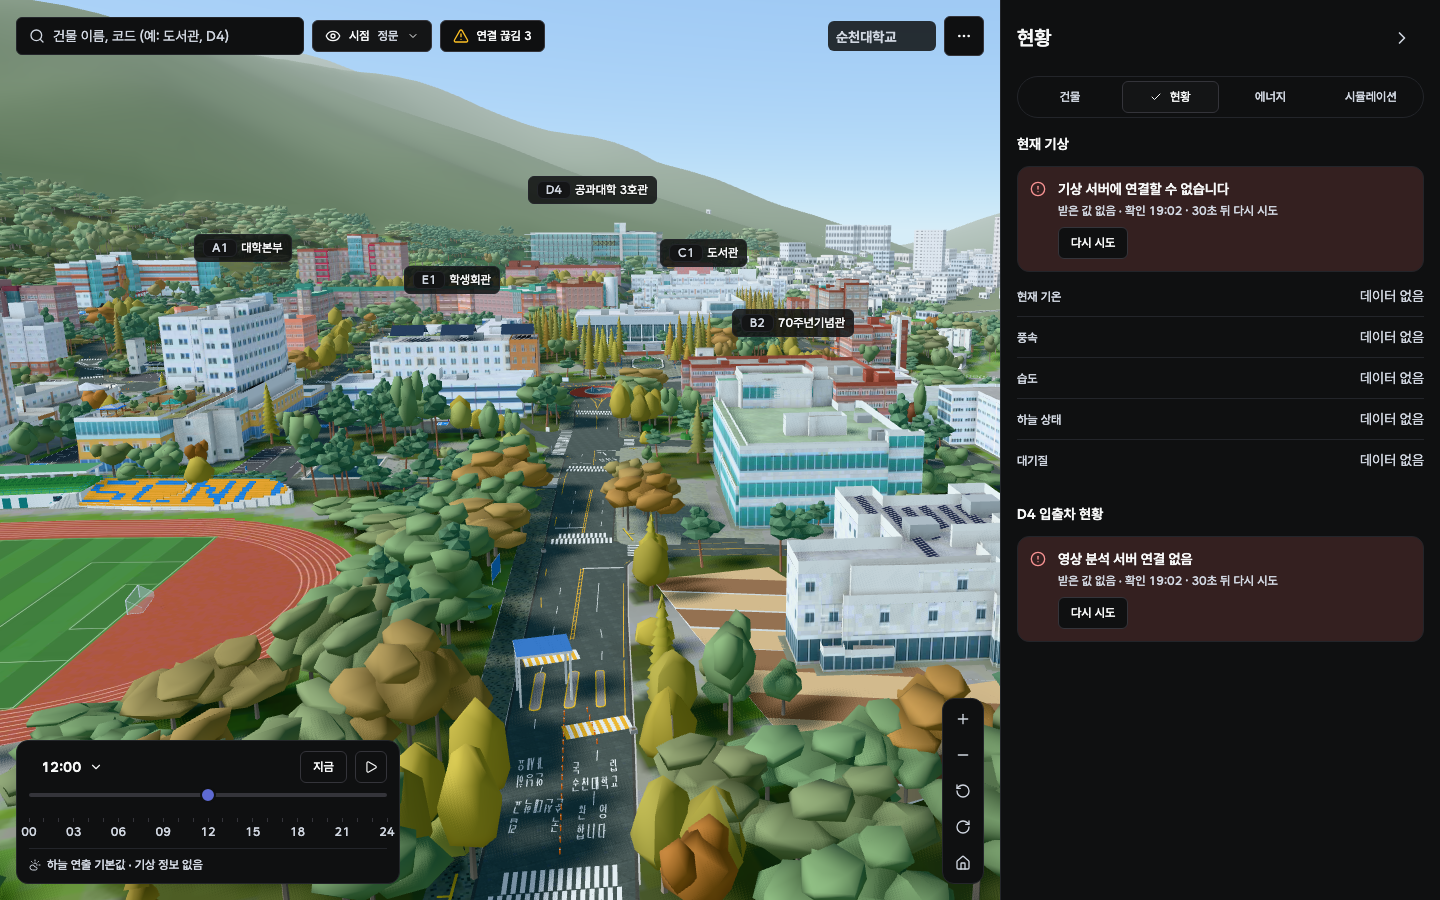 건물 이름, 코드 (예: 도서관, D4)
시점 정문
연결 끊김 3
순천대학교
D4 공과대학 3호관
A1 대학본부
C1 도서관
E1 학생회관
B2 70주년기념관
12:00
지금
00 03 06 09 12 15 18 21 24
하늘 연출 기본값 · 기상 정보 없음
현황
건물
현황
에너지
시뮬레이션
현재 기상
기상 서버에 연결할 수 없습니다
받은 값 없음 · 확인 19:02 · 30초 뒤 다시 시도
다시 시도
현재 기온 데이터 없음
풍속 데이터 없음
습도 데이터 없음
하늘 상태 데이터 없음
대기질 데이터 없음
D4 입출차 현황
영상 분석 서버 연결 없음
받은 값 없음 · 확인 19:02 · 30초 뒤 다시 시도
다시 시도